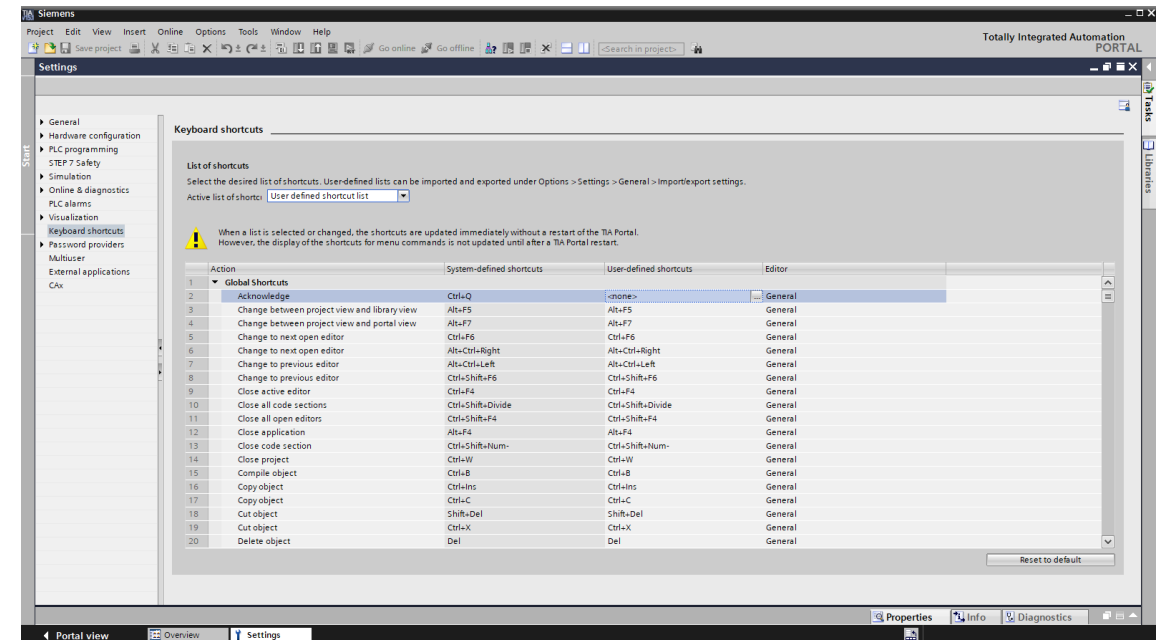 Siemens
Project Edit View Insert Online Options Tools Window Help
Save project Go online Go offline <Search in project>
Totally Integrated Automation
PORTAL
Settings
General
Hardware configuration
PLC programming
STEP 7 Safety
Simulation
Online & diagnostics
PLC alarms
Visualization
Keyboard shortcuts
Password providers
Multiuser
External applications
CAx
Start
Keyboard shortcuts
List of shortcuts
Select the desired list of shortcuts. User-defined lists can be imported and exported under Options > Settings > General > Import/export settings.
Active list of shortc User defined shortcut list
When a list is selected or changed, the shortcuts are updated immediately without a restart of the TIA Portal.
However, the display of the shortcuts for menu commands is not updated until after a TIA Portal restart.
Action System-defined shortcuts User-defined shortcuts Editor
1 Global Shortcuts
2 Acknowledge Ctrl+Q <none> ... General
3 Change between project view and library view Alt+F5 Alt+F5 General
4 Change between project view and portal view Alt+F7 Alt+F7 General
5 Change to next open editor Ctrl+F6 Ctrl+F6 General
6 Change to next open editor Alt+Ctrl+Right Alt+Ctrl+Right General
7 Change to previous editor Alt+Ctrl+Left Alt+Ctrl+Left General
8 Change to previous editor Ctrl+Shift+F6 Ctrl+Shift+F6 General
9 Close active editor Ctrl+F4 Ctrl+F4 General
10 Close all code sections Ctrl+Shift+Divide Ctrl+Shift+Divide General
11 Close all open editors Ctrl+Shift+F4 Ctrl+Shift+F4 General
12 Close application Alt+F4 Alt+F4 General
13 Close code section Ctrl+Shift+Num- Ctrl+Shift+Num- General
14 Close project Ctrl+W Ctrl+W General
15 Compile object Ctrl+B Ctrl+B General
16 Copy object Ctrl+Ins Ctrl+Ins General
17 Copy object Ctrl+C Ctrl+C General
18 Cut object Shift+Del Shift+Del General
19 Cut object Ctrl+X Ctrl+X General
20 Delete object Del Del General
Reset to default
Tasks
Libraries
Properties Info Diagnostics
Portal view Overview Settings